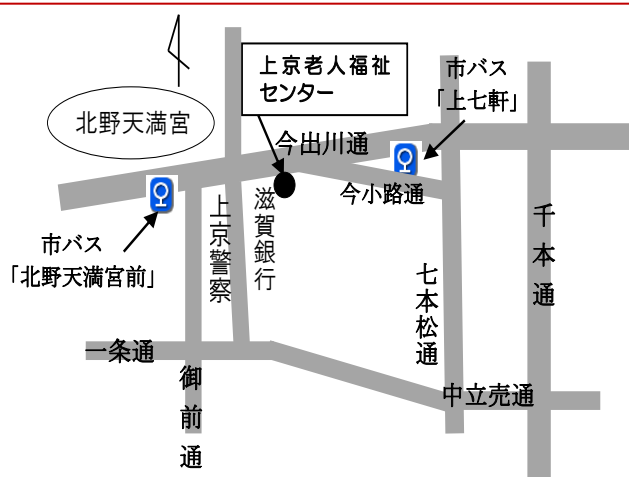 上京老人福祉
センター
市バス
「上七軒」
北野天満宮
今出川通
今小路通
上京警察
滋賀銀行
千本通
市バス
「北野天満宮前」
七本松通
一条通
御前通
中立売通